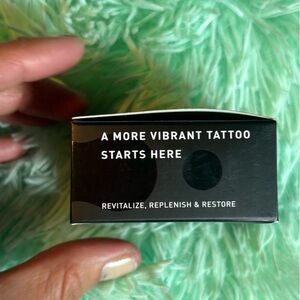 A MORE VIBRANT TATTOO
STARTS HERE
REVITALIZE, REPLENISH & RESTORE